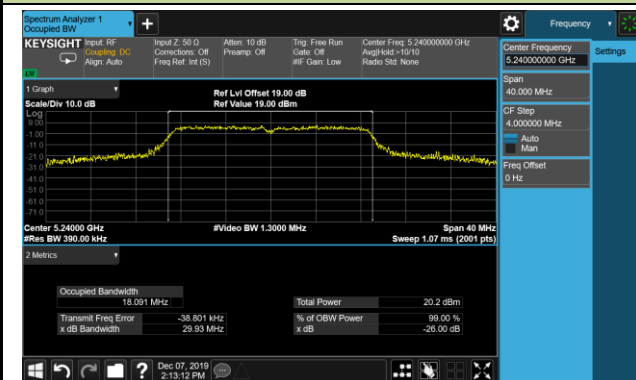 Spectrum Analyzer 1
Occupied BW
+
Frequency
KEYSIGHT
Input: RF
Coupling: DC
Align: Auto
Input Z: 50 Ω
Corrections: Off
Freq Ref: Int (S)
Atten: 10 dB
Preamp: Off
Trig: Free Run
Gate: Off
#IF Gain: Low
Center Freq: 5.240000000 GHz
Avg|Hold:>10/10
Radio Std: None
Center Frequency
5.240000000 GHz
Settings
Span
40.000 MHz
CF Step
4.000000 MHz
Auto
Man
Freq Offset
0 Hz
1 Graph
Scale/Div 10.0 dB
Ref Lvl Offset 19.00 dB
Ref Value 19.00 dBm
Log
9.00
-1.00
-11.0
-21.0
-31.0
-41.0
-51.0
-61.0
-71.0
Center 5.24000 GHz
#Video BW 1.3000 MHz
Span 40 MHz
#Res BW 390.00 kHz
Sweep 1.07 ms (2001 pts)
2 Metrics
Occupied Bandwidth
18.091 MHz
Total Power 20.2 dBm
Transmit Freq Error -38.801 kHz
% of OBW Power 99.00 %
x dB Bandwidth 29.93 MHz
x dB -26.00 dB
?
Dec 07, 2019
2:13:12 PM